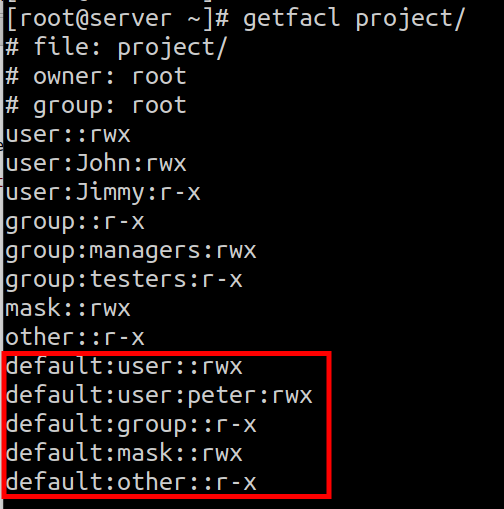 [root@server ~]# getfacl project/
# file: project/
# owner: root
# group: root
user::rwx
user:John:rwx
user:Jimmy:r-x
group::r-x
group:managers:rwx
group:testers:r-x
mask::rwx
other::r-x
default:user::rwx
default:user:peter:rwx
default:group::r-x
default:mask::rwx
default:other::r-x